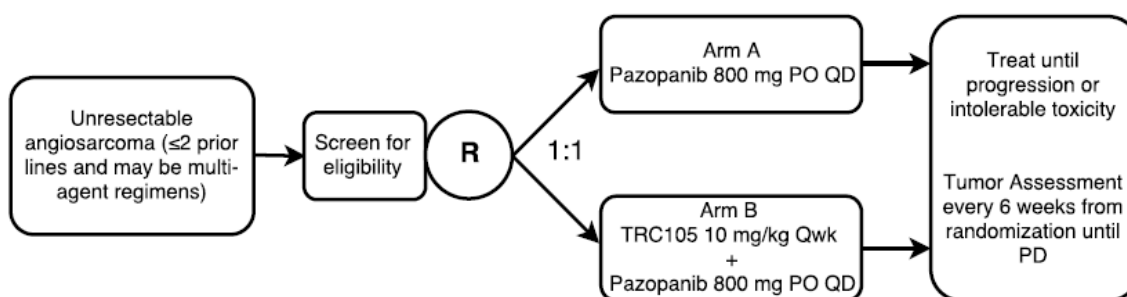 Unresectable
angiosarcoma (≤2 prior
lines and may be multi-
agent regimens)
Screen for
eligibility
R
1:1
Arm A
Pazopanib 800 mg PO QD
Arm B
TRC105 10 mg/kg Qwk
+
Pazopanib 800 mg PO QD
Treat until
progression or
intolerable toxicity
Tumor Assessment
every 6 weeks from
randomization until
PD